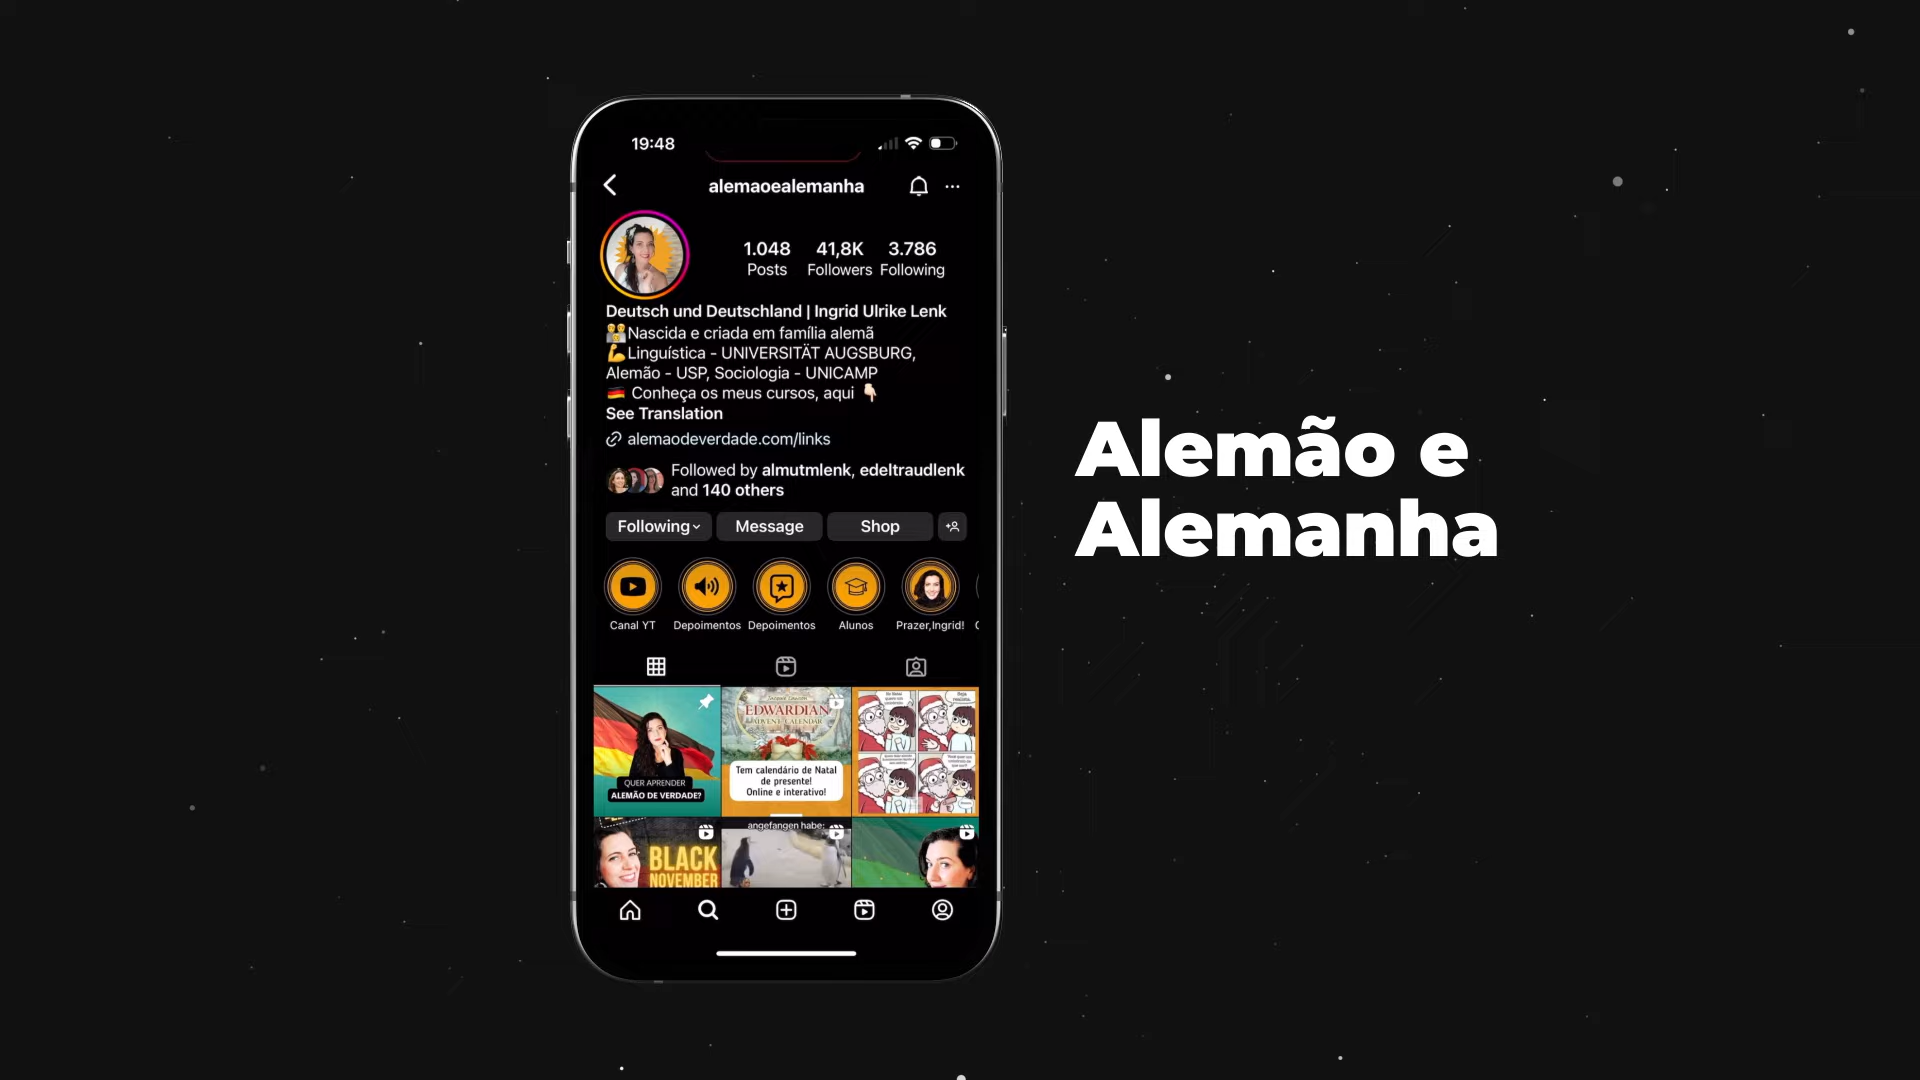 19:48
alemaoealemanha
1.048 41,8K 3.786
Posts Followers Following
Deutsch und Deutschland | Ingrid Ulrike Lenk
Nascida e criada em família alemã
Linguística - UNIVERSITÄT AUGSBURG,
Alemão - USP, Sociologia - UNICAMP
Conheça os meus cursos, aqui
See Translation
alemaodeverdade.com/links
Followed by almutmlenk, edeltraudlenk
and 140 others
Following Message Shop
Canal YT Depoimentos Depoimentos Alunos Prazer,Ingrid!
QUER APRENDER
ALEMÃO DE VERDADE?
EDWARDIAN
ADVENT CALENDAR
Tem calendário de Natal
de presente!
Online e interativo!
BLACK
NOVEMBER
angefangen habe:
Alemão e
Alemanha